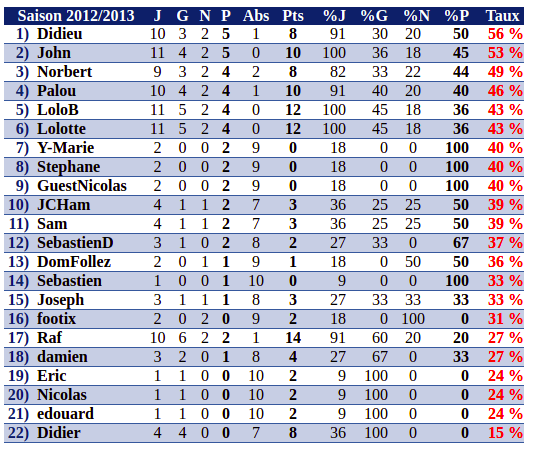 Saison 2012/2013 J G N P Abs Pts %J %G %N %P Taux
1) Didieu 10 3 2 5 1 8 91 30 20 50 56 %
2) John 11 4 2 5 0 10 100 36 18 45 53 %
3) Norbert 9 3 2 4 2 8 82 33 22 44 49 %
4) Palou 10 4 2 4 1 10 91 40 20 40 46 %
5) LoloB 11 5 2 4 0 12 100 45 18 36 43 %
6) Lolotte 11 5 2 4 0 12 100 45 18 36 43 %
7) Y-Marie 2 0 0 2 9 0 18 0 0 100 40 %
8) Stephane 2 0 0 2 9 0 18 0 0 100 40 %
9) GuestNicolas 2 0 0 2 9 0 18 0 0 100 40 %
10) JCHam 4 1 1 2 7 3 36 25 25 50 39 %
11) Sam 4 1 1 2 7 3 36 25 25 50 39 %
12) SebastienD 3 1 0 2 8 2 27 33 0 67 37 %
13) DomFollez 2 0 1 1 9 1 18 0 50 50 36 %
14) Sebastien 1 0 0 1 10 0 9 0 0 100 33 %
15) Joseph 3 1 1 1 8 3 27 33 33 33 33 %
16) footix 2 0 2 0 9 2 18 0 100 0 31 %
17) Raf 10 6 2 2 1 14 91 60 20 20 27 %
18) damien 3 2 0 1 8 4 27 67 0 33 27 %
19) Eric 1 1 0 0 10 2 9 100 0 0 24 %
20) Nicolas 1 1 0 0 10 2 9 100 0 0 24 %
21) edouard 1 1 0 0 10 2 9 100 0 0 24 %
22) Didier 4 4 0 0 7 8 36 100 0 0 15 %